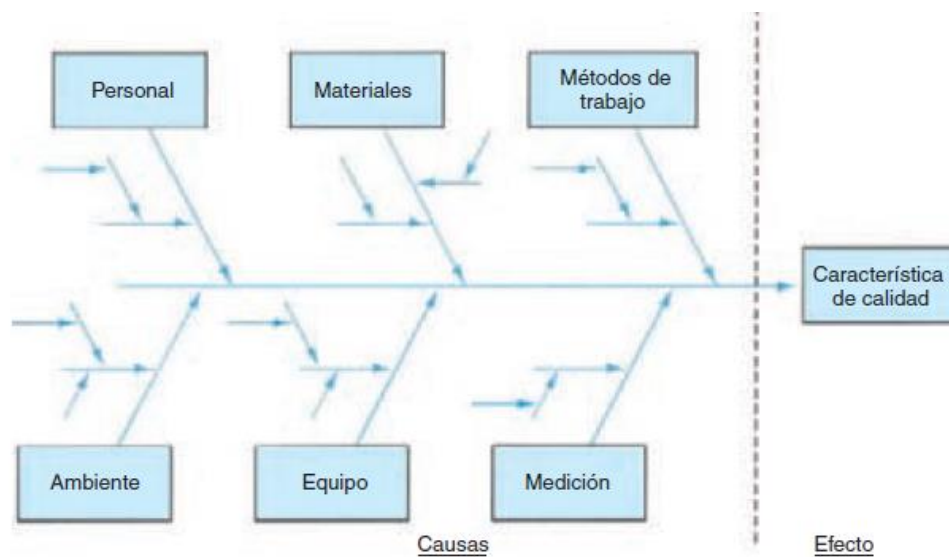 Personal
Materiales
Métodos de
trabajo
Característica
de calidad
Ambiente
Equipo
Medición
Causas
Efecto